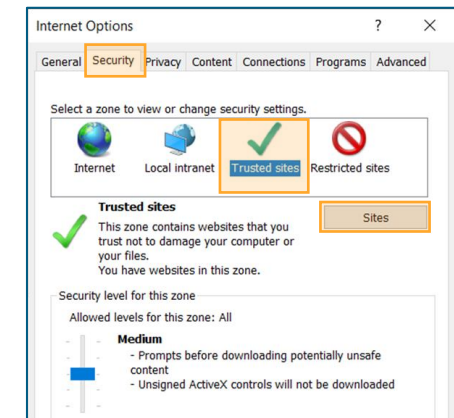 Internet Options ? ×
General Security Privacy Content Connections Programs Advanced
Select a zone to view or change security settings.
Internet Local intranet Trusted sites Restricted sites
Trusted sites
Sites
This zone contains websites that you
trust not to damage your computer or
your files.
You have websites in this zone.
Security level for this zone
Allowed levels for this zone: All
Medium
- Prompts before downloading potentially unsafe
content
- Unsigned ActiveX controls will not be downloaded